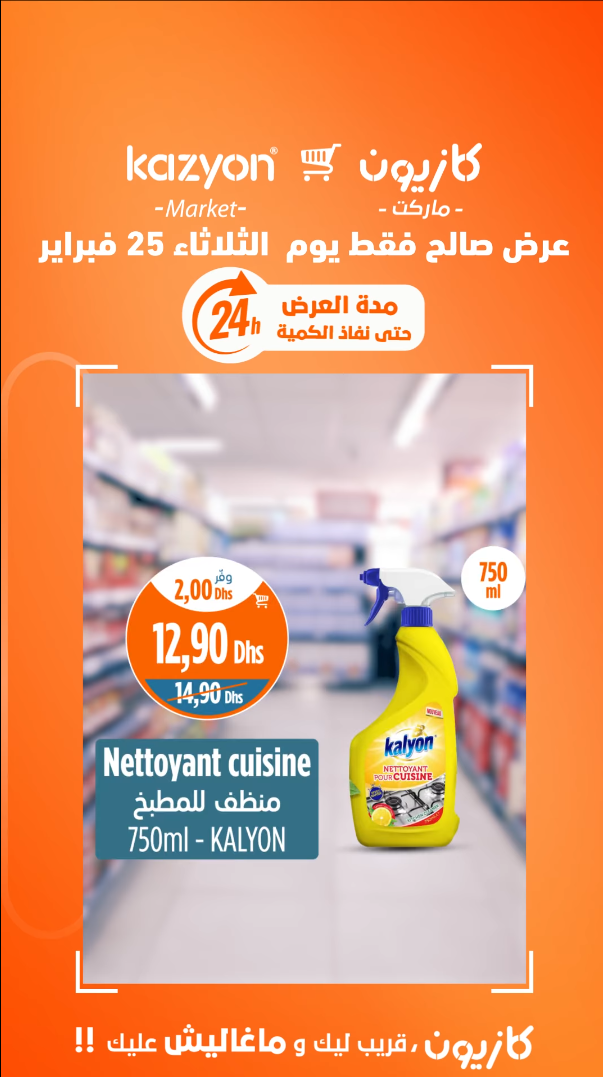 kazyon® كازيون
-Market- - ماركت -
عرض صالح فقط يوم الثلاثاء 25 فبراير
24h
مدة العرض
حتى نفاذ الكمية
750
ml
وفّر
2,00 Dhs
12,90 Dhs
14,90 Dhs
Nettoyant cuisine
منظف للمطبخ
750ml - KALYON
NOUVEAU
kalyon
NETTOYANT
POUR CUISINE
كازيون، قريب ليك و ماغاليش عليك !!